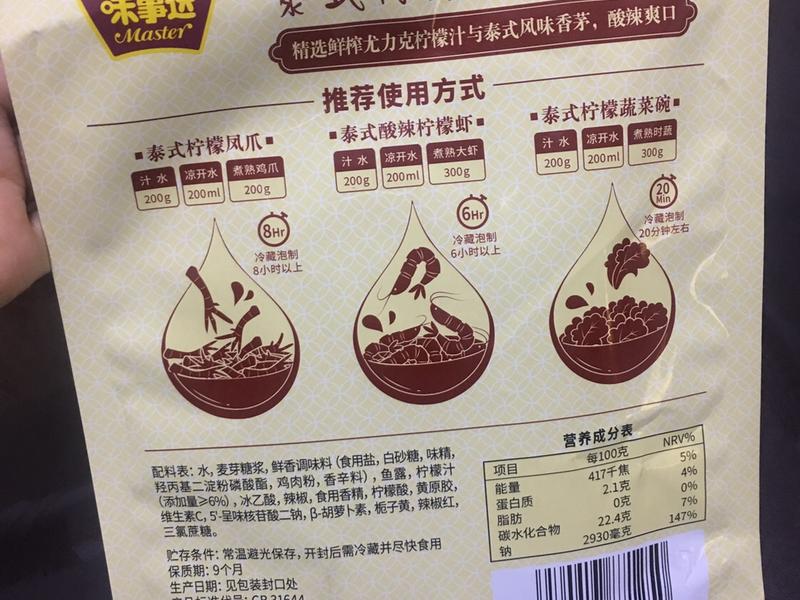 味事达
Master
泰式
精选鲜榨尤力克柠檬汁与泰式风味香茅，酸辣爽口
推荐使用方式
泰式柠檬凤爪
汁水 凉开水 煮熟鸡爪
200g 200ml 200g
8Hr
冷藏泡制
8小时以上
泰式酸辣柠檬虾
汁水 凉开水 煮熟大虾
200g 200ml 300g
6Hr
冷藏泡制
6小时以上
泰式柠檬蔬菜碗
汁水 凉开水 煮熟时蔬
200g 200ml 300g
20
Min
冷藏泡制
20分钟左右
配料表：水，麦芽糖浆，鲜香调味料（食用盐，白砂糖，味精，
羟丙基二淀粉磷酸酯，鸡肉粉，香辛料），鱼露，柠檬汁
（添加量≥6%），冰乙酸，辣椒，食用香精，柠檬酸，黄原胶，
维生素C，5'-呈味核苷酸二钠，β-胡萝卜素，栀子黄，辣椒红，
三氯蔗糖。
贮存条件：常温避光保存，开封后需冷藏并尽快食用
保质期：9个月
生产日期：见包装封口处
产品标准代号：GB 31644
营养成分表
项目 每100克 NRV%
能量 417千焦 5%
蛋白质 2.1克 4%
脂肪 0克 0%
碳水化合物 22.4克 7%
钠 2930毫克 147%